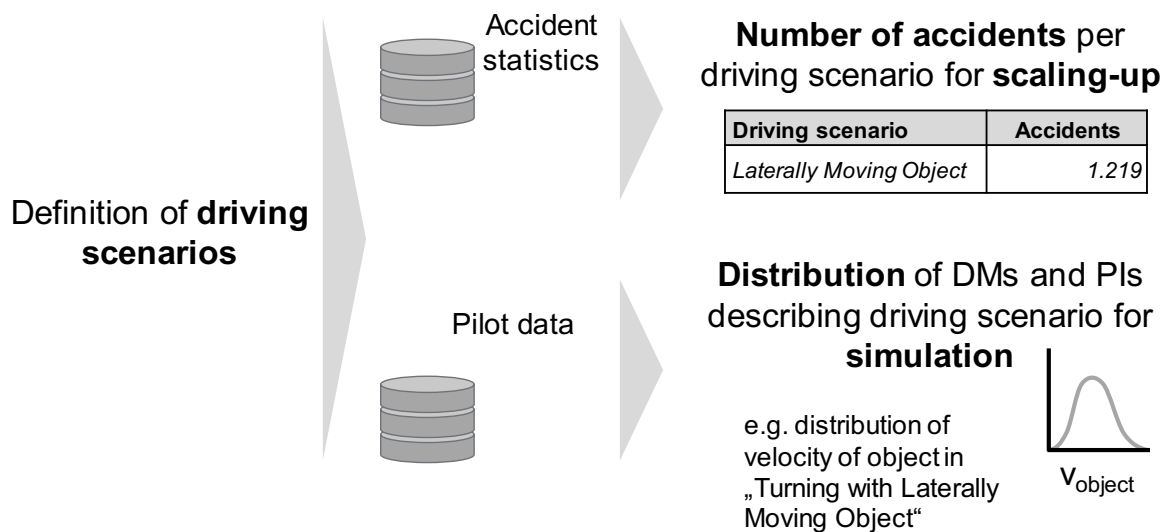 Definition of driving
scenarios
Accident
statistics
Number of accidents per
driving scenario for scaling-up
Driving scenario Accidents
Laterally Moving Object 1.219
Pilot data
Distribution of DMs and PIs
describing driving scenario for
simulation
e.g. distribution of
velocity of object in
„Turning with Laterally
Moving Object“
vobject